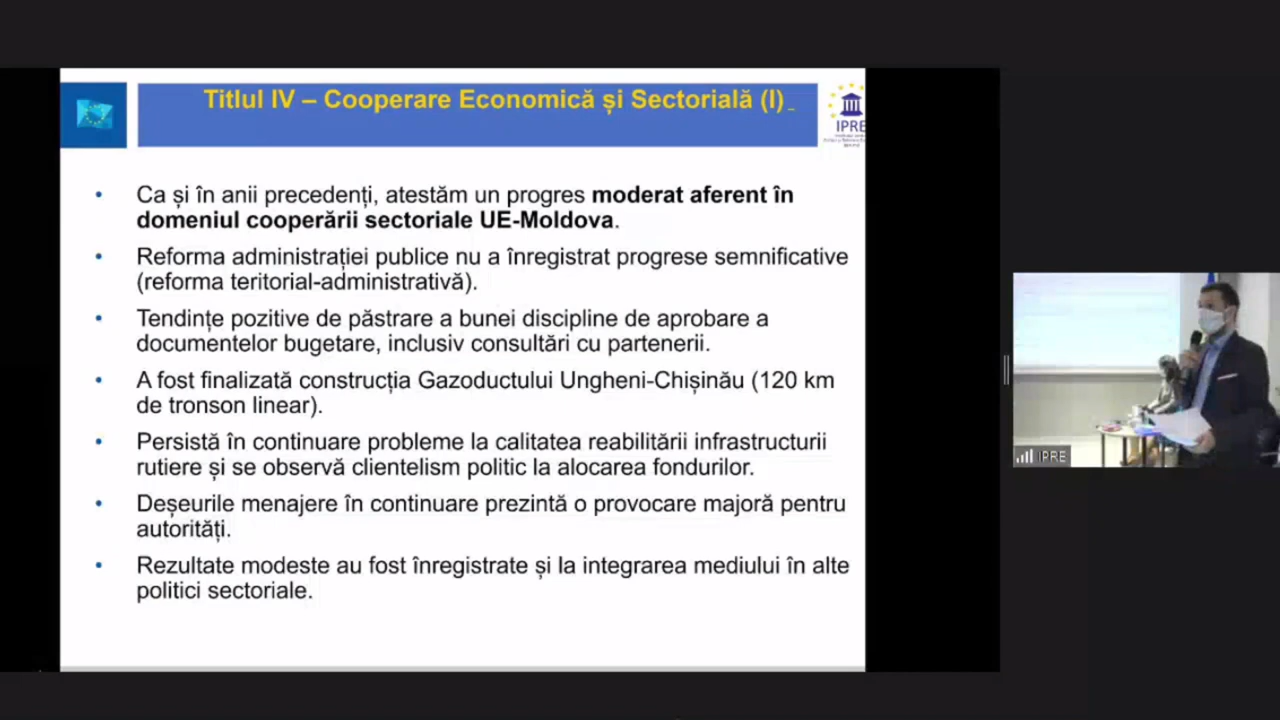 Titlul IV – Cooperare Economică și Sectorială (I)
IPRE
• Ca și în anii precedenți, atestăm un progres moderat aferent în
domeniul cooperării sectoriale UE-Moldova.
• Reforma administrației publice nu a înregistrat progrese semnificative
(reforma teritorial-administrativă).
• Tendințe pozitive de păstrare a bunei discipline de aprobare a
documentelor bugetare, inclusiv consultări cu partenerii.
• A fost finalizată construcția Gazoductului Ungheni-Chișinău (120 km
de tronson linear).
• Persistă în continuare probleme la calitatea reabilitării infrastructurii
rutiere și se observă clientelism politic la alocarea fondurilor.
• Deșeurile menajere în continuare prezintă o provocare majoră pentru
autorități.
• Rezultate modeste au fost înregistrate și la integrarea mediului în alte
politici sectoriale.
IPRE